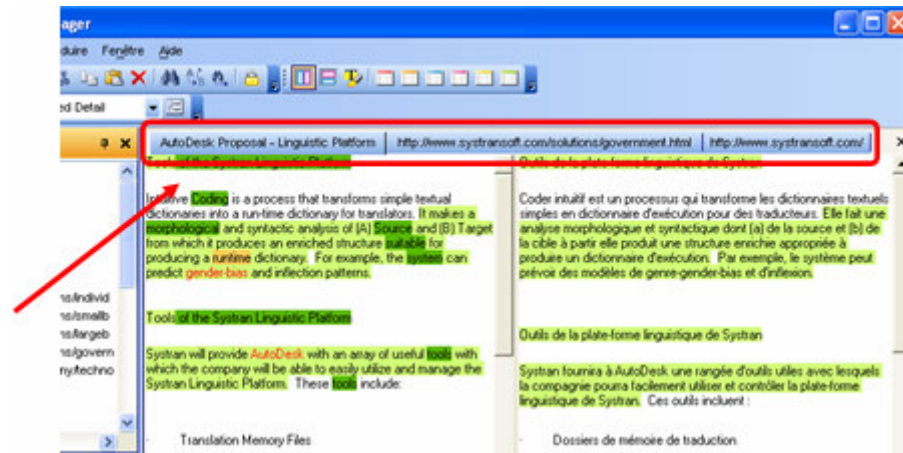 ager
duire Fenêtre Aide
ed Detail
AutoDesk Proposal - Linguistic Platform http://www.systransoft.com/solutions/government.html http://www.systransoft.com/
Tools of the Systran Linguistic Platform
Intuitive Coding is a process that transforms simple textual
dictionaries into a run-time dictionary for translators. It makes a
morphological and syntactic analysis of (A) Source and (B) Target
from which it produces an enriched structure suitable for
producing a runtime dictionary. For example, the system can
predict gender-bias and inflection patterns.
Tools of the Systran Linguistic Platform
Systran will provide AutoDesk with an array of useful tools with
which the company will be able to easily utilize and manage the
Systran Linguistic Platform. These tools include:
· Translation Memory Files
Outils de la plate-forme linguistique de Systran
Coder intuitif est un processus qui transforme les dictionnaires textuels
simples en dictionnaire d'exécution pour des traducteurs. Elle fait une
analyse morphologique et syntactique dont (a) de la source et (b) de
la cible à partir elle produit une structure enrichie appropriée à
produire un dictionnaire d'exécution. Par exemple, le système peut
prévoir des modèles de genre-gender-bias et d'inflexion.
Outils de la plate-forme linguistique de Systran
Systran fournira à AutoDesk une rangée d'outils utiles avec lesquels
la compagnie pourra facilement utiliser et contrôler la plate-forme
linguistique de Systran. Ces outils incluent :
· Dossiers de mémoire de traduction
ns/individ
ns/smallb
ns/largeb
ns/govern
ny/techno